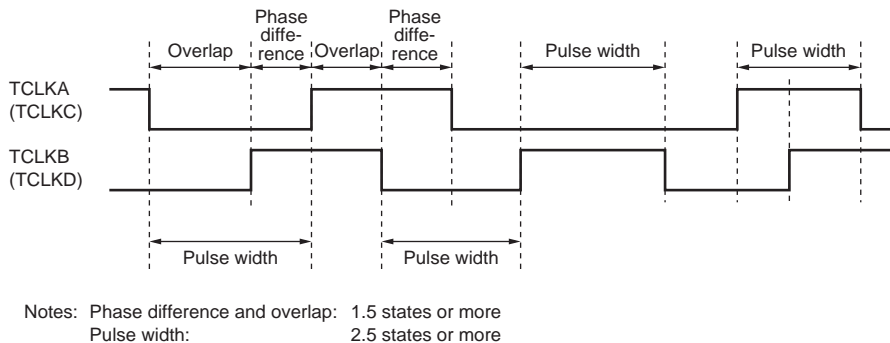 Phase
diffe-
rence
Phase
diffe-
rence
Overlap
Overlap
Pulse width
Pulse width
TCLKA
(TCLKC)
TCLKB
(TCLKD)
Pulse width
Pulse width
Notes: Phase difference and overlap: 1.5 states or more
Pulse width: 2.5 states or more